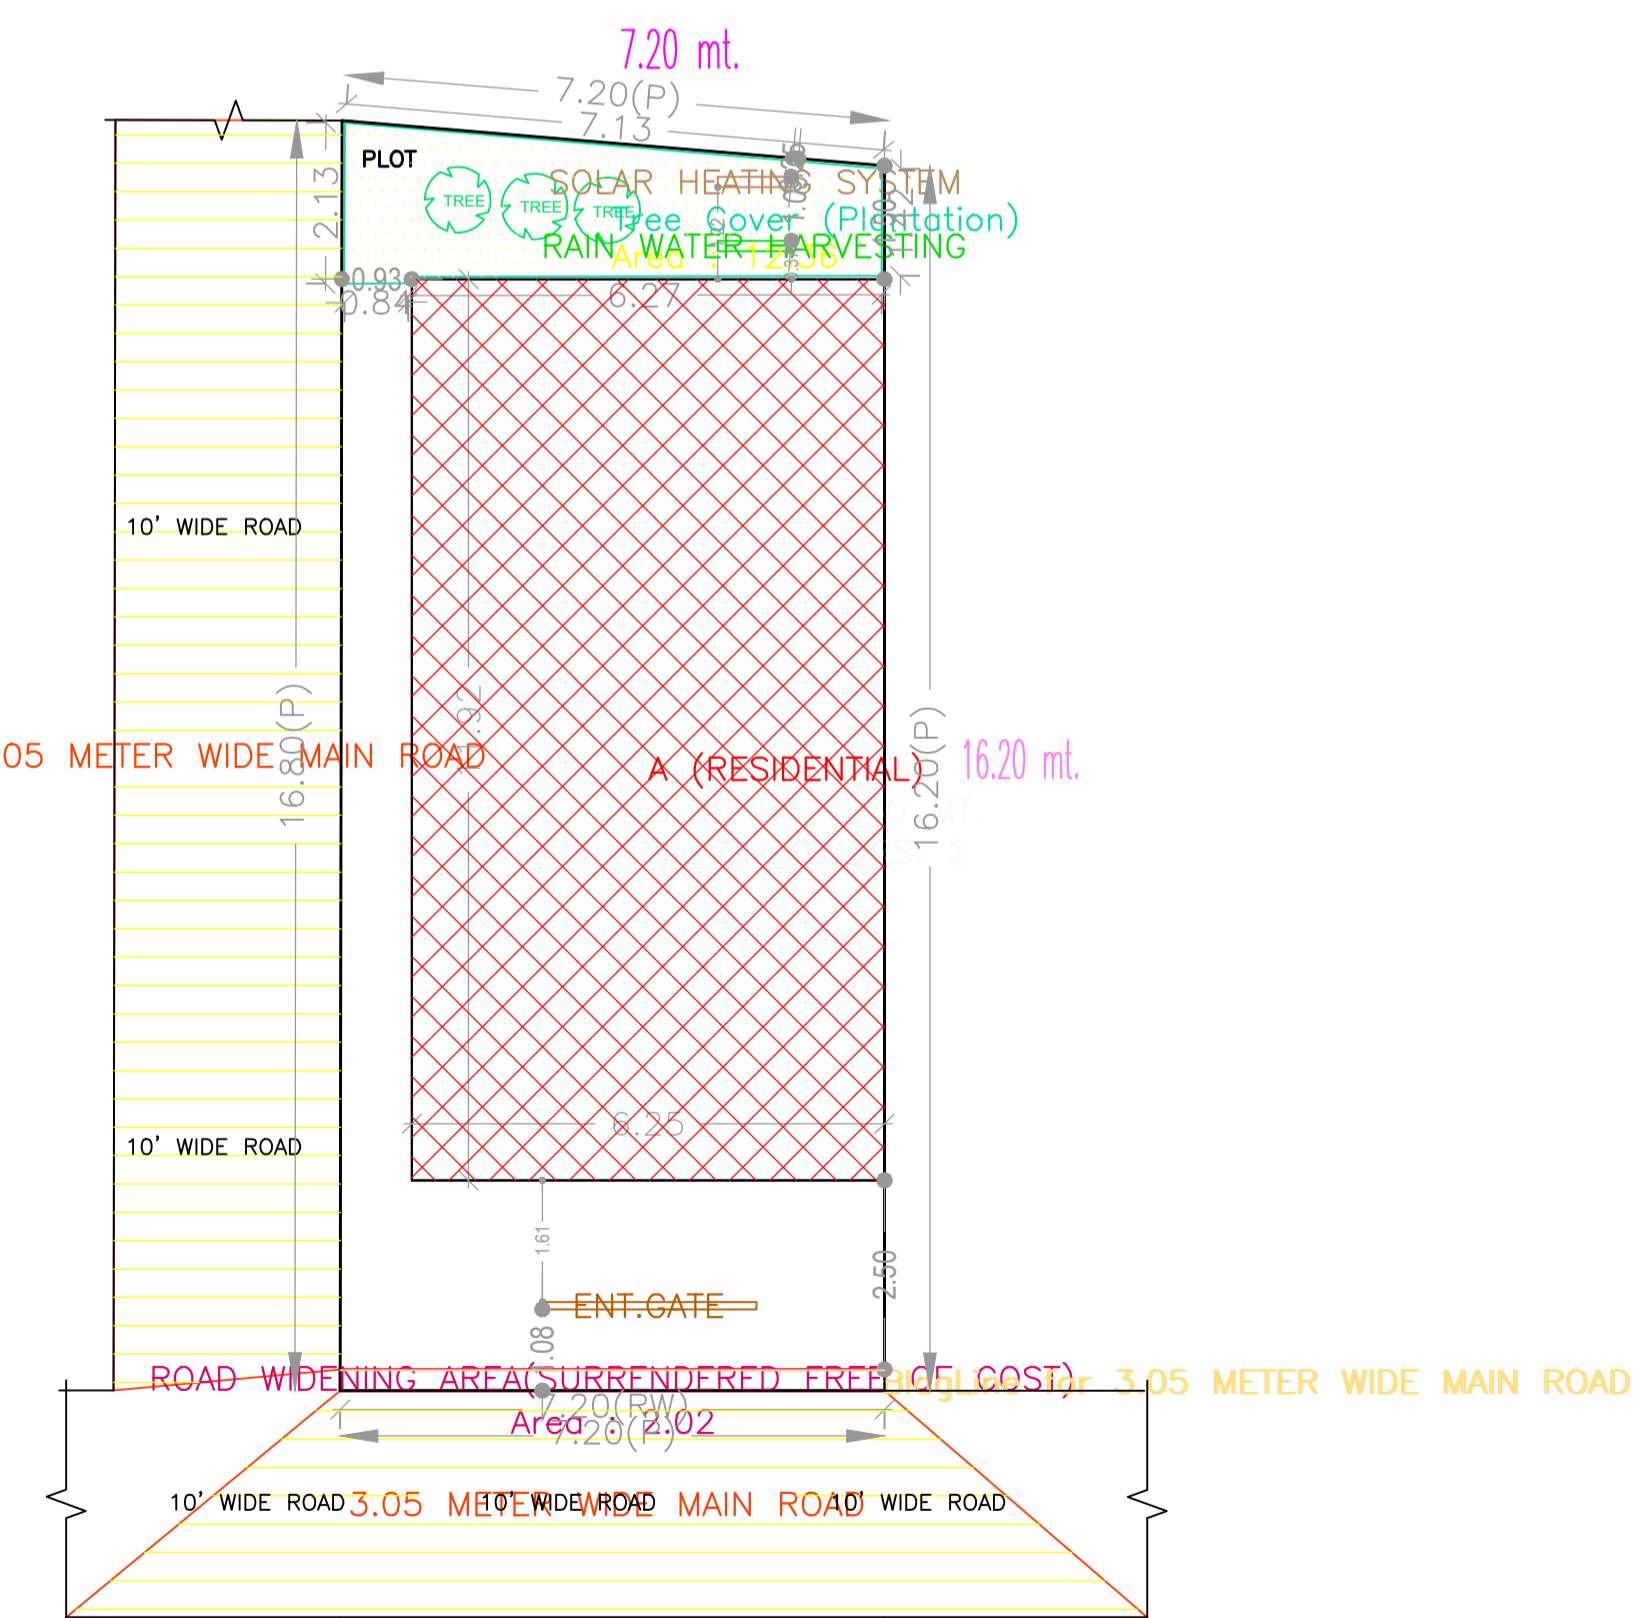 7.20 mt.
7.20(P)
7.13
PLOT
2.13
SOLAR HEATING SYSTEM
TREE
TREE
TREE
Tree Cover (Plantation)
RAIN WATER HARVESTING
Area : 12.56
0.93
0.84
6.27
10' WIDE ROAD
16.80(P)
05 METER WIDE MAIN ROAD
A (RESIDENTIAL)
16.20(P)
16.20 mt.
6.25
10' WIDE ROAD
1.61
2.50
ENT.GATE
ROAD WIDENING AREA(SURRENDERED FREE OF COST)
BldgLine for 3.05 METER WIDE MAIN ROAD
7.20(RW)
Area : 2.02
7.20(P)
10' WIDE ROAD
3.05 METER WIDE MAIN ROAD
10' WIDE ROAD
10' WIDE ROAD